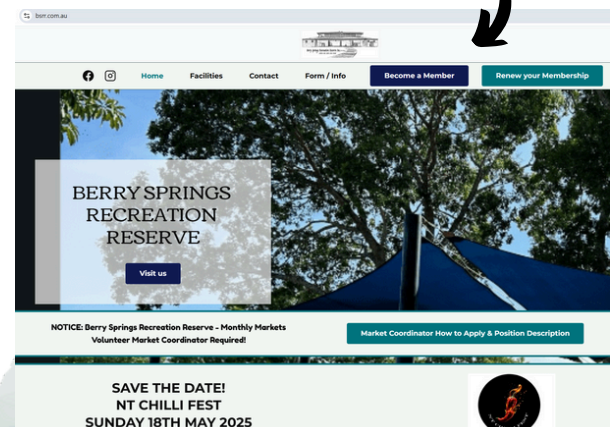 bsrr.com.au
Home Facilities Contact Form / Info Become a Member Renew your Membership
BERRY SPRINGS
RECREATION
RESERVE
Visit us
NOTICE: Berry Springs Recreation Reserve - Monthly Markets
Volunteer Market Coordinator Required!
Market Coordinator How to Apply & Position Description
SAVE THE DATE!
NT CHILLI FEST
SUNDAY 18TH MAY 2025